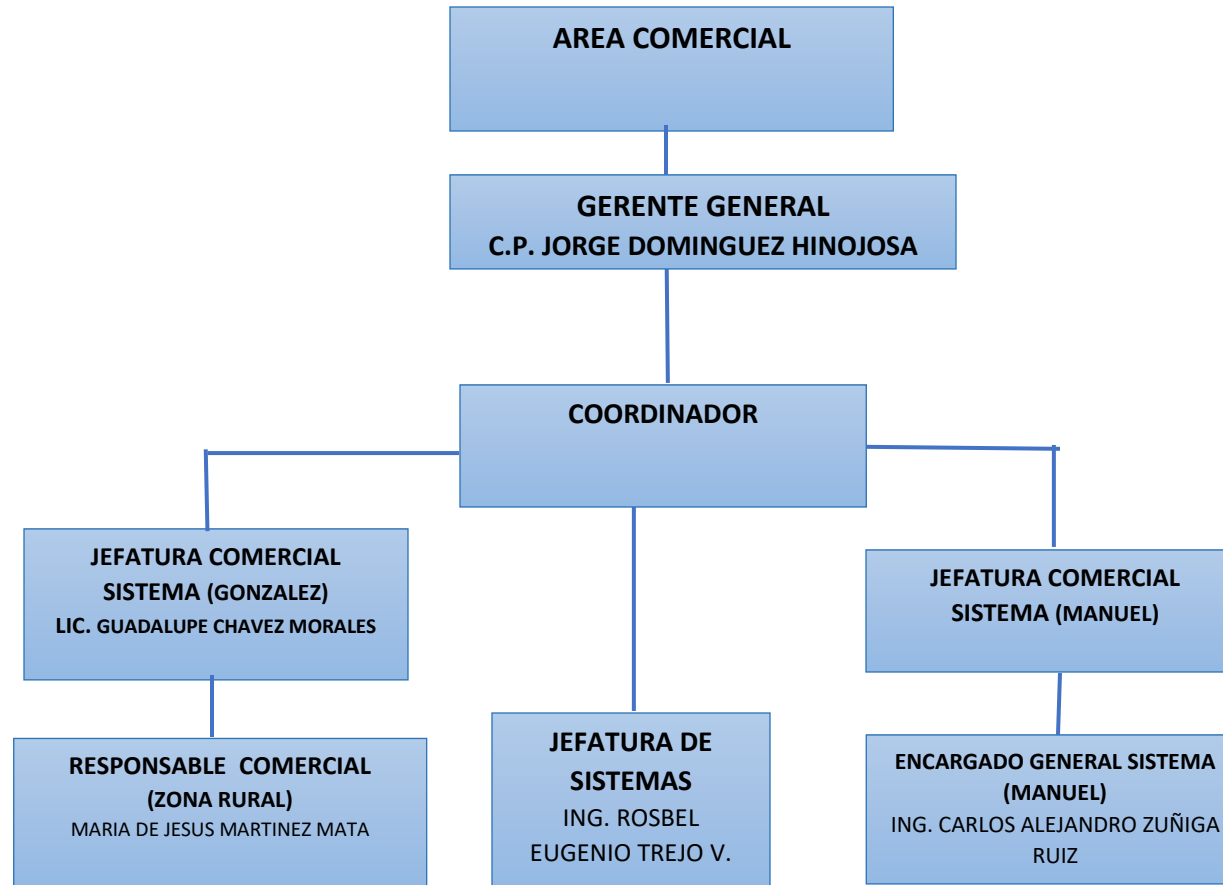 AREA COMERCIAL
GERENTE GENERAL
C.P. JORGE DOMINGUEZ HINOJOSA
COORDINADOR
JEFATURA COMERCIAL
SISTEMA (GONZALEZ)
LIC. GUADALUPE CHAVEZ MORALES
JEFATURA COMERCIAL
SISTEMA (MANUEL)
RESPONSABLE COMERCIAL
(ZONA RURAL)
MARIA DE JESUS MARTINEZ MATA
JEFATURA DE
SISTEMAS
ING. ROSBEL
EUGENIO TREJO V.
ENCARGADO GENERAL SISTEMA
(MANUEL)
ING. CARLOS ALEJANDRO ZUÑIGA
RUIZ